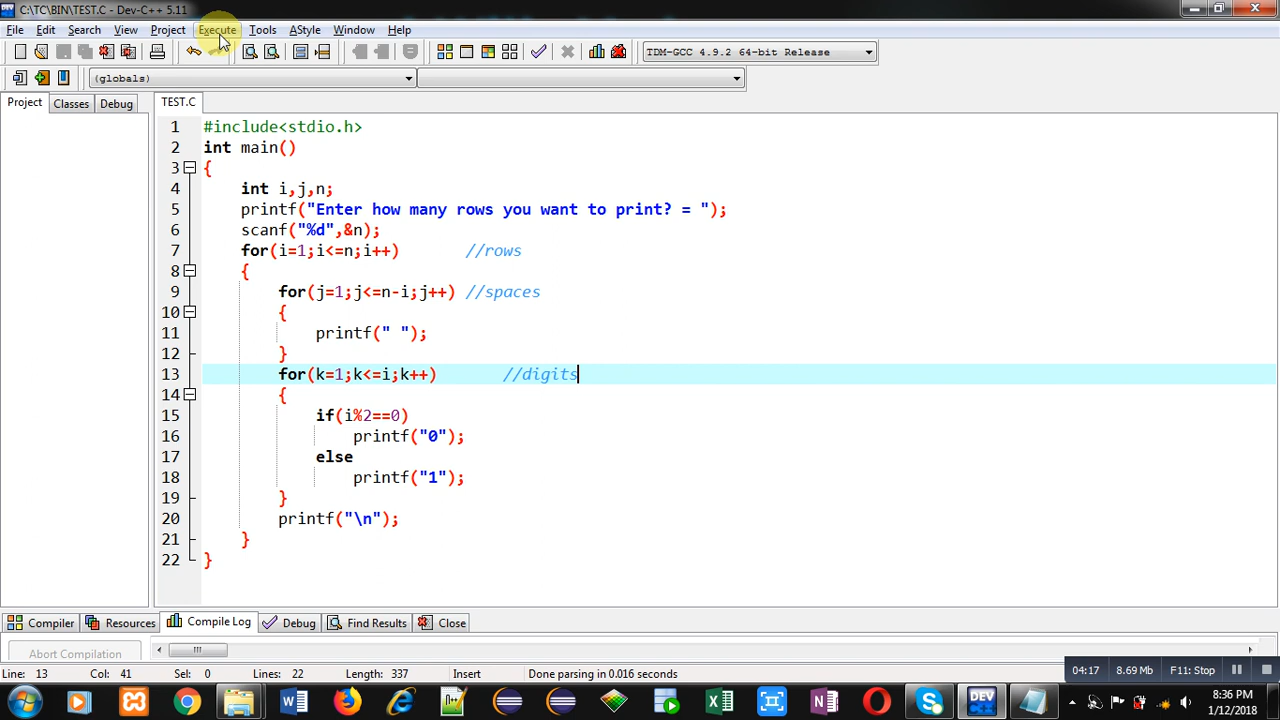 C:\TC\BIN\TEST.C - Dev-C++ 5.11
File Edit Search View Project Execute Tools AStyle Window Help
TDM-GCC 4.9.2 64-bit Release
(globals)
Project Classes Debug TEST.C
1 #include<stdio.h>
2 int main()
3 {
4 int i,j,n;
5 printf("Enter how many rows you want to print? = ");
6 scanf("%d",&n);
7 for(i=1;i<=n;i++) //rows
8 {
9 for(j=1;j<=n-i;j++) //spaces
10 {
11 printf(" ");
12 }
13 for(k=1;k<=i;k++) //digits
14 {
15 if(i%2==0)
16 printf("0");
17 else
18 printf("1");
19 }
20 printf("\n");
21 }
22 }
Compiler Resources Compile Log Debug Find Results Close
Abort Compilation
Line: 13 Col: 41 Sel: 0 Lines: 22 Length: 337 Insert Done parsing in 0.016 seconds
04:17 8.69 Mb F11: Stop
8:36 PM
1/12/2018